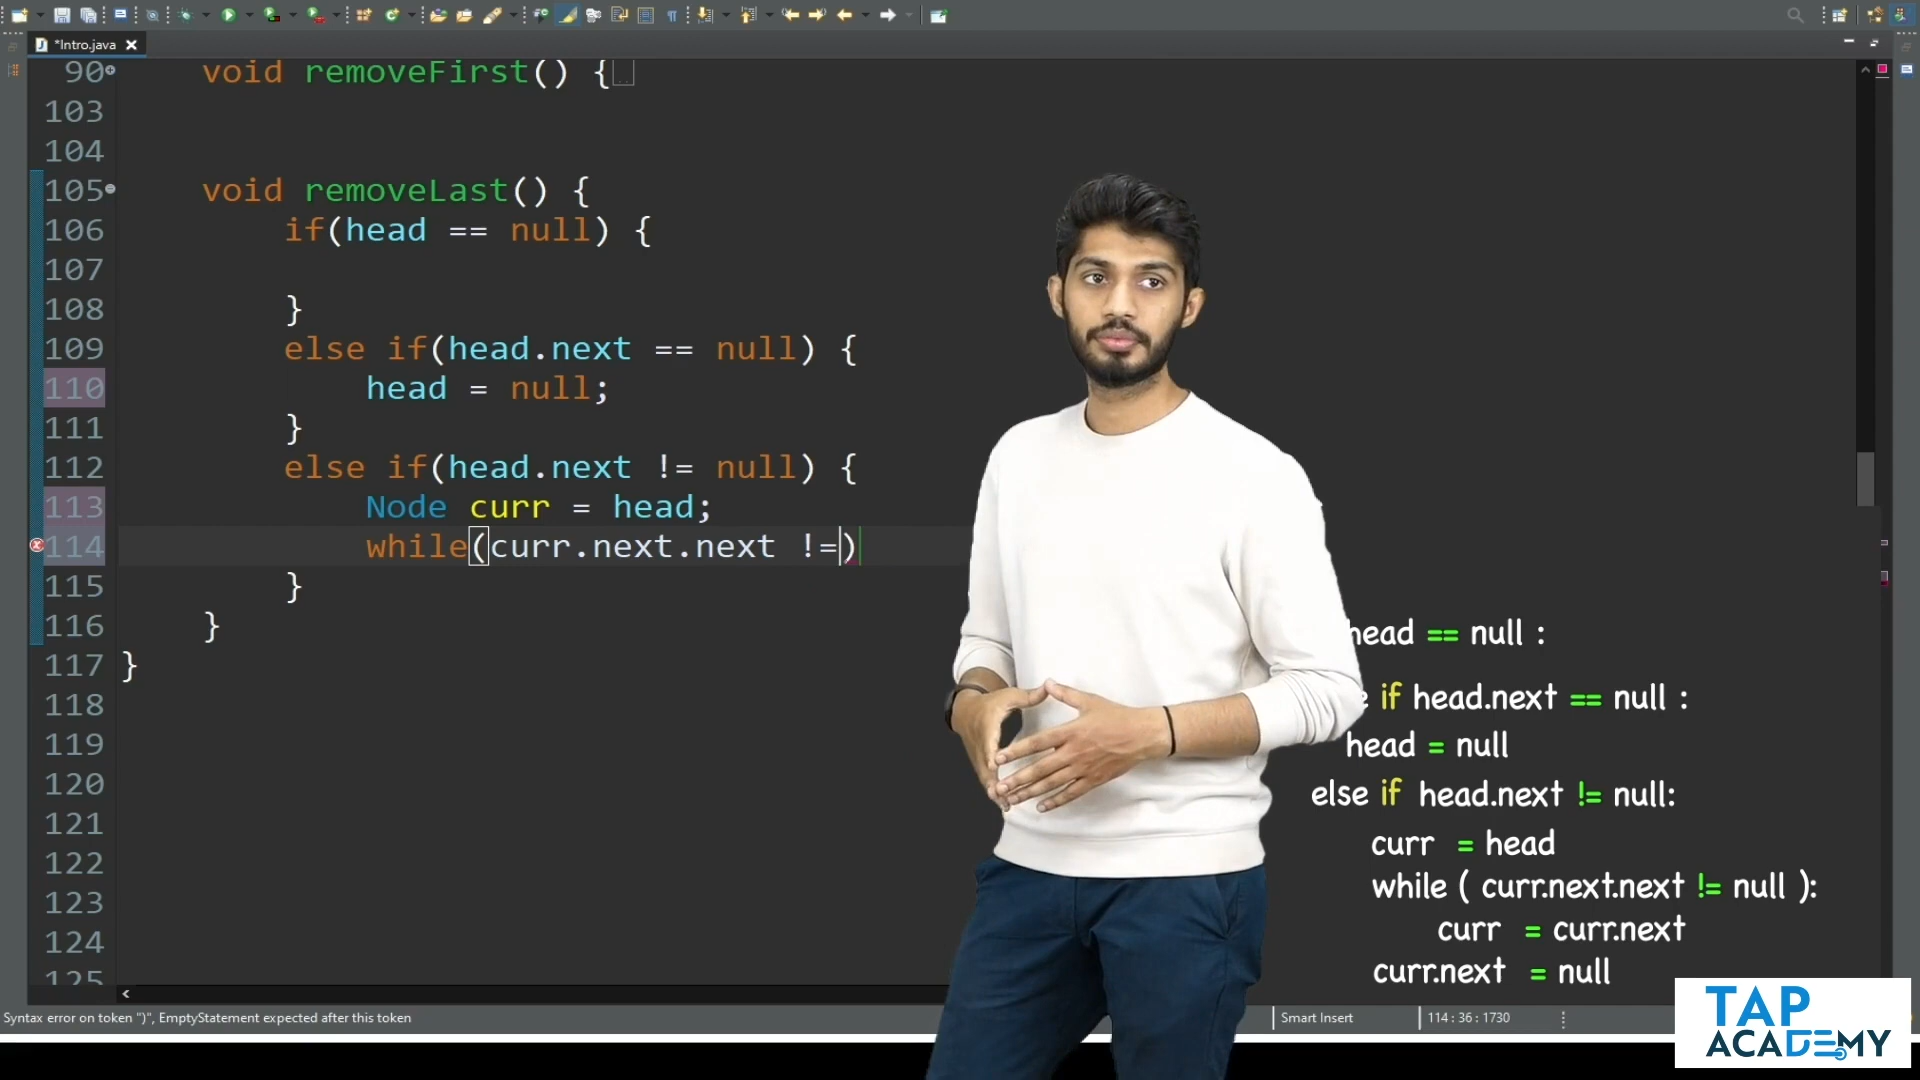 *Intro.java
90 void removeFirst() {
103
104
105 void removeLast() {
106 if(head == null) {
107
108 }
109 else if(head.next == null) {
110 head = null;
111 }
112 else if(head.next != null) {
113 Node curr = head;
114 while(curr.next.next !=)
115 }
116 }
117 }
118
119
120
121
122
123
124
125
head == null :
if head.next == null :
head = null
else if head.next != null:
curr = head
while ( curr.next.next != null ):
curr = curr.next
curr.next = null
Syntax error on token ")", EmptyStatement expected after this token
Smart Insert
114 : 36 : 1730
TAP
ACADEMY